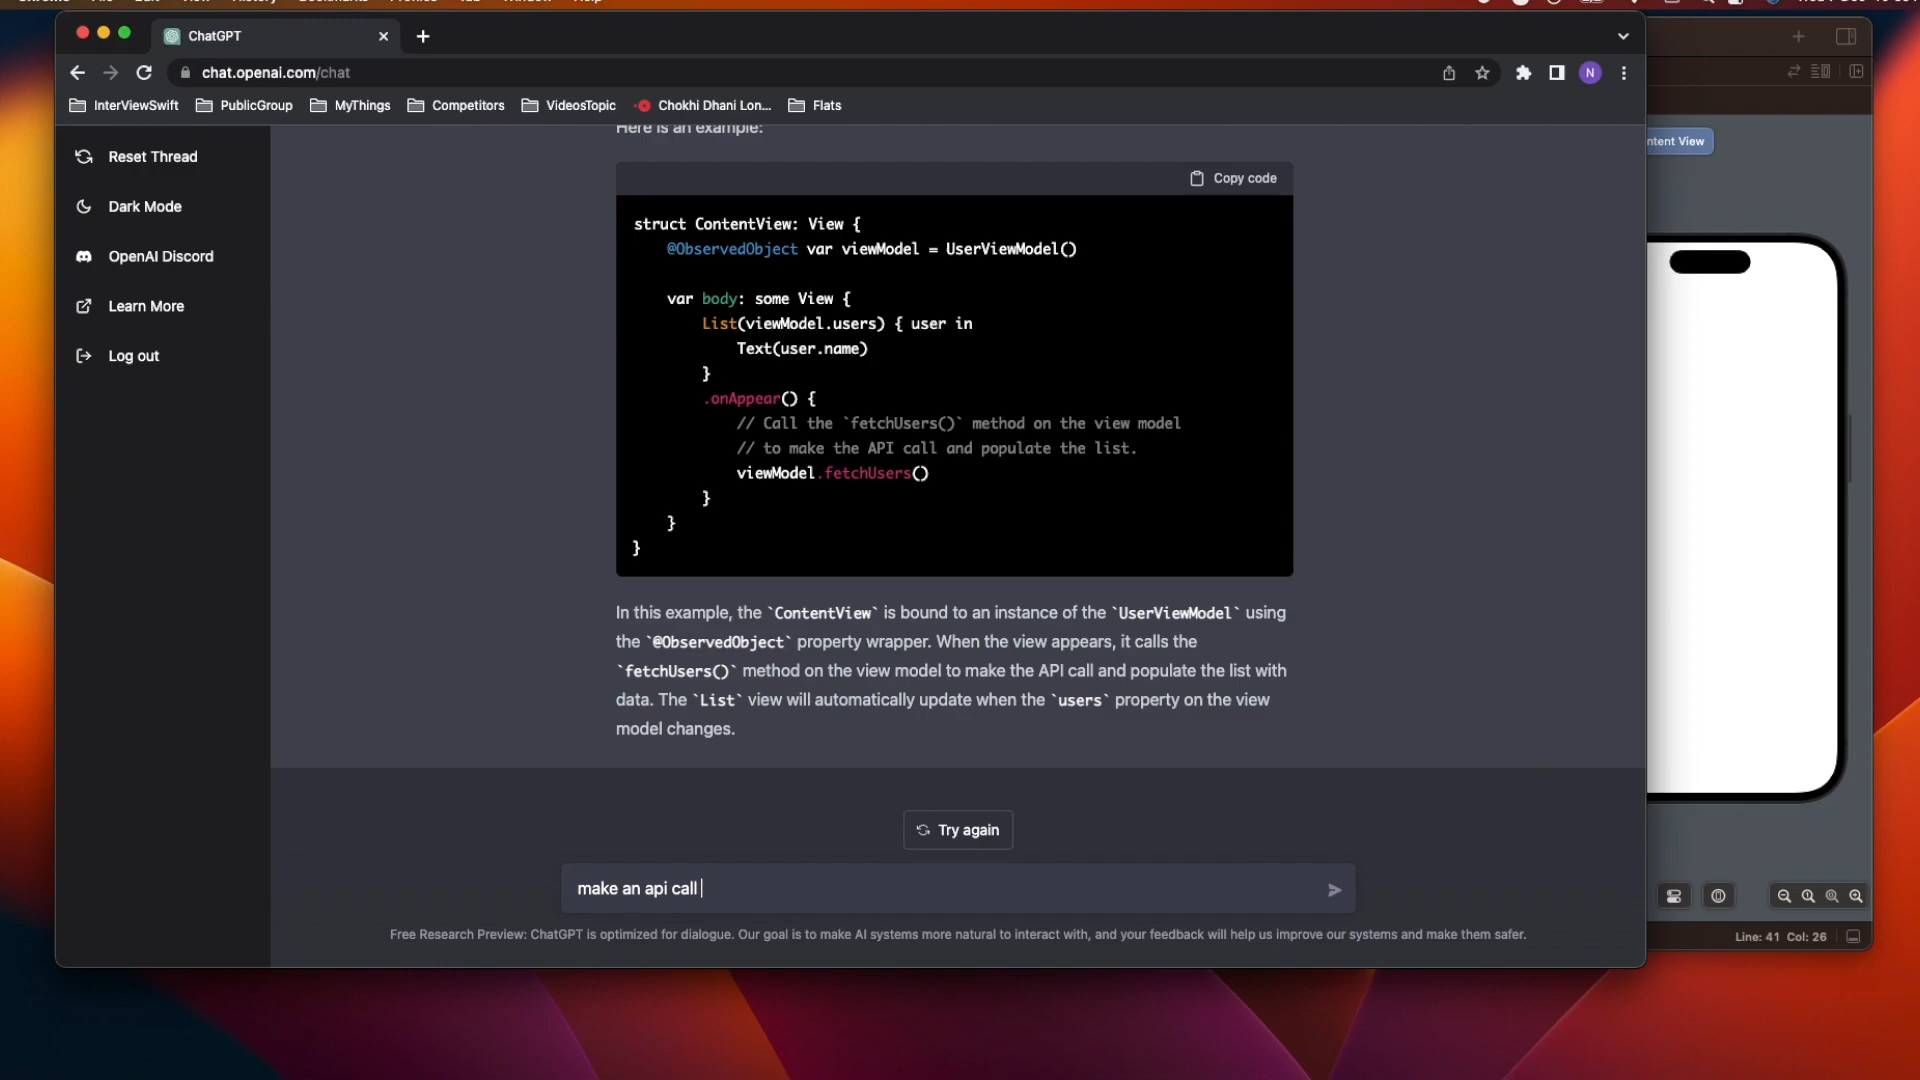 ChatGPT
chat.openai.com/chat
N
InterViewSwift PublicGroup MyThings Competitors VideosTopic Chokhi Dhani Lon... Flats
Reset Thread
Dark Mode
OpenAI Discord
Learn More
Log out
Here is an example:
Copy code
struct ContentView: View {
@ObservedObject var viewModel = UserViewModel()
var body: some View {
List(viewModel.users) { user in
Text(user.name)
}
.onAppear() {
// Call the `fetchUsers()` method on the view model
// to make the API call and populate the list.
viewModel.fetchUsers()
}
}
}
In this example, the `ContentView` is bound to an instance of the `UserViewModel` using
the `@ObservedObject` property wrapper. When the view appears, it calls the
`fetchUsers()` method on the view model to make the API call and populate the list with
data. The `List` view will automatically update when the `users` property on the view
model changes.
Try again
make an api call
Free Research Preview: ChatGPT is optimized for dialogue. Our goal is to make AI systems more natural to interact with, and your feedback will help us improve our systems and make them safer.
ntent View
Line: 41 Col: 26